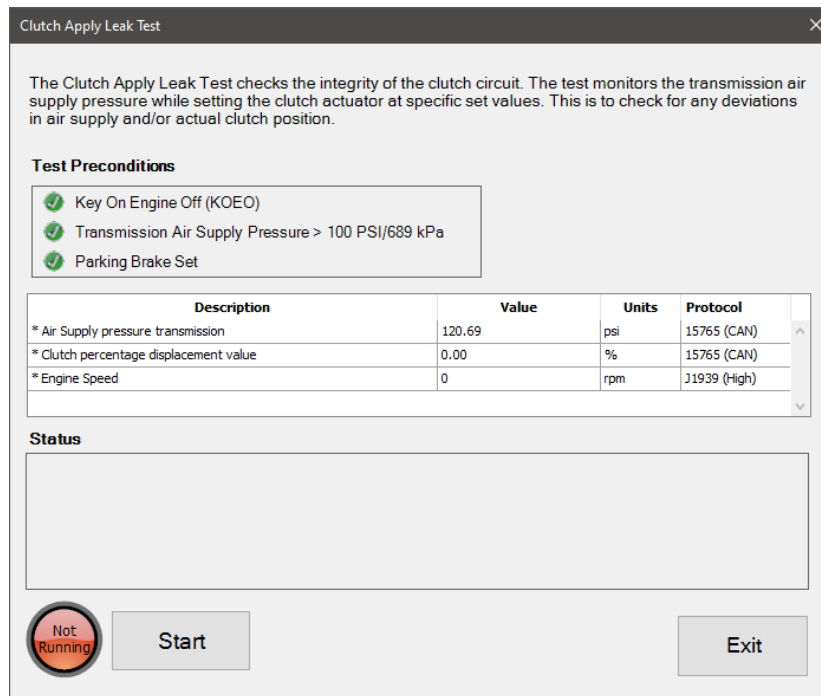 Clutch Apply Leak Test
The Clutch Apply Leak Test checks the integrity of the clutch circuit. The test monitors the transmission air
supply pressure while setting the clutch actuator at specific set values. This is to check for any deviations
in air supply and/or actual clutch position.
Test Preconditions
Key On Engine Off (KOEO)
Transmission Air Supply Pressure > 100 PSI/689 kPa
Parking Brake Set
Description Value Units Protocol
* Air Supply pressure transmission 120.69 psi 15765 (CAN)
* Clutch percentage displacement value 0.00 % 15765 (CAN)
* Engine Speed 0 rpm J1939 (High)
Status
Not
Running
Start
Exit